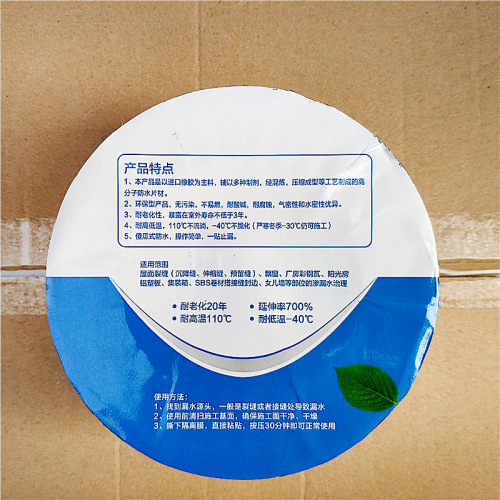 产品特点
1、本产品是以进口橡胶为主料，辅以多种制剂，经混炼，压缩成型等工艺制成的高
分子防水片材。
2、环保型产品，无污染，不易燃、耐酸碱，耐腐蚀，气密性和水密性优异。
3、耐老化性，暴露在室外寿命不低于3年。
4、耐高低温，110℃不流淌，-40℃不脆化（严寒冬季-30℃仍可施工）
5、傻瓜式防水，操作简单，一贴止漏。
适用范围
屋面裂缝（沉降缝、伸缩缝、预留缝）、飘窗、厂房彩钢瓦、阳光房
铝塑板、集装箱、SBS卷材搭接缝封边、女儿墙等部位的渗漏水治理
•耐老化20年 •延伸率700%
•耐高温110℃ •耐低温-40℃
使用方法：
1、找到漏水源头，一般是裂缝或者接缝处导致漏水
2、使用前清扫施工基面，确保施工面干净、干燥
3、撕下隔离膜，直接粘贴，按压30分钟即可正常使用